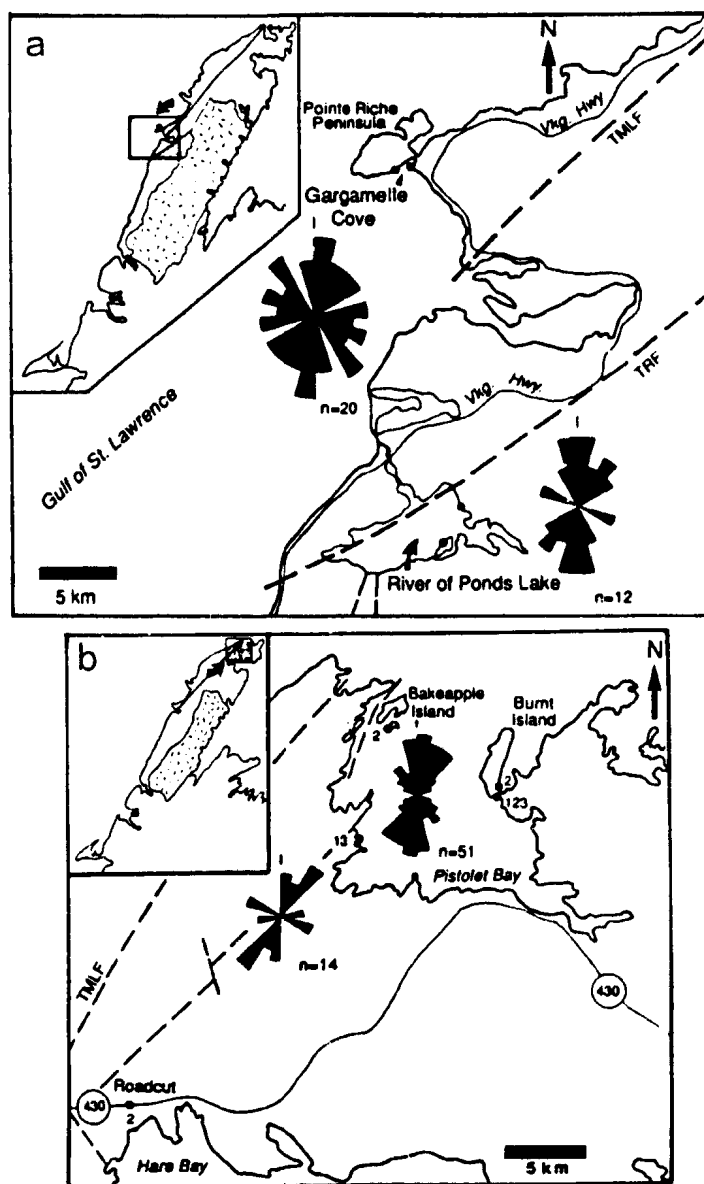 a
N
Pointe Riche
Peninsula
Vkg. Hwy
TMLF
Gargamelle
Cove
n=20
Vkg. Hwy.
TRF
Gulf of St. Lawrence
5 km
River of Ponds Lake
n=12
b
N
Bakeapple
Island
Burnt
Island
2
2
123
13
n=51
Pistolet Bay
n=14
TMLF
430
430
Roadcut
2
Hare Bay
5 km